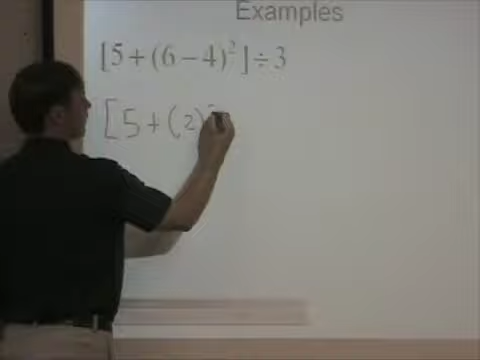 Examples
[5 + (6 − 4)²] ÷ 3
[5 + (2)